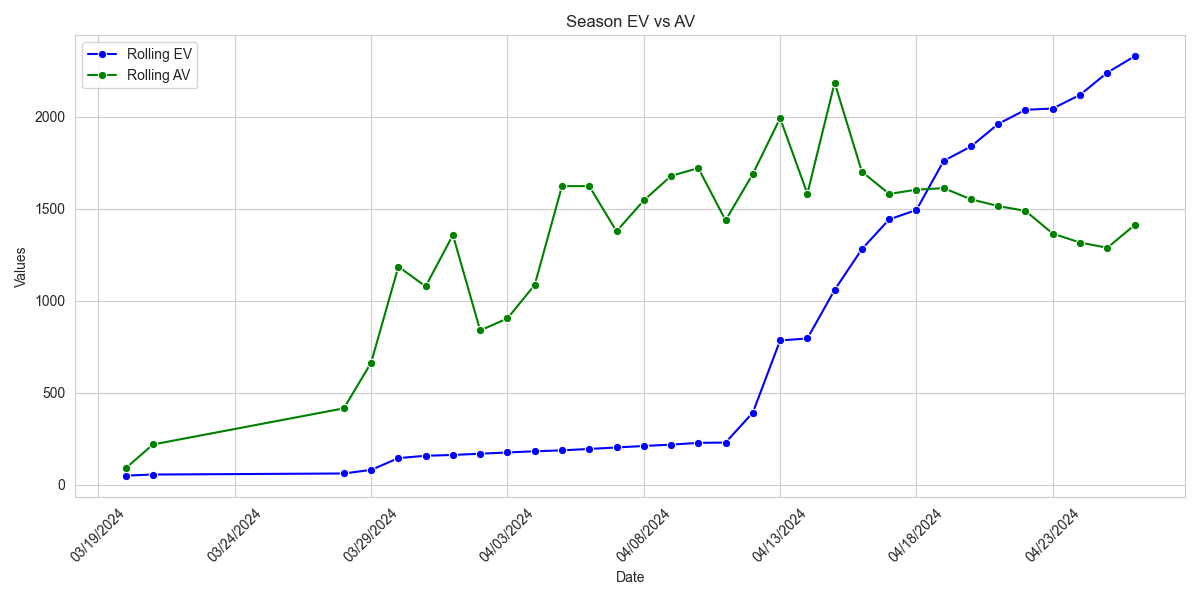 Season EV vs AV
Rolling EV
Rolling AV
Values
2000
1500
1000
500
0
03/19/2024
03/24/2024
03/29/2024
04/03/2024
04/08/2024
04/13/2024
04/18/2024
04/23/2024
Date